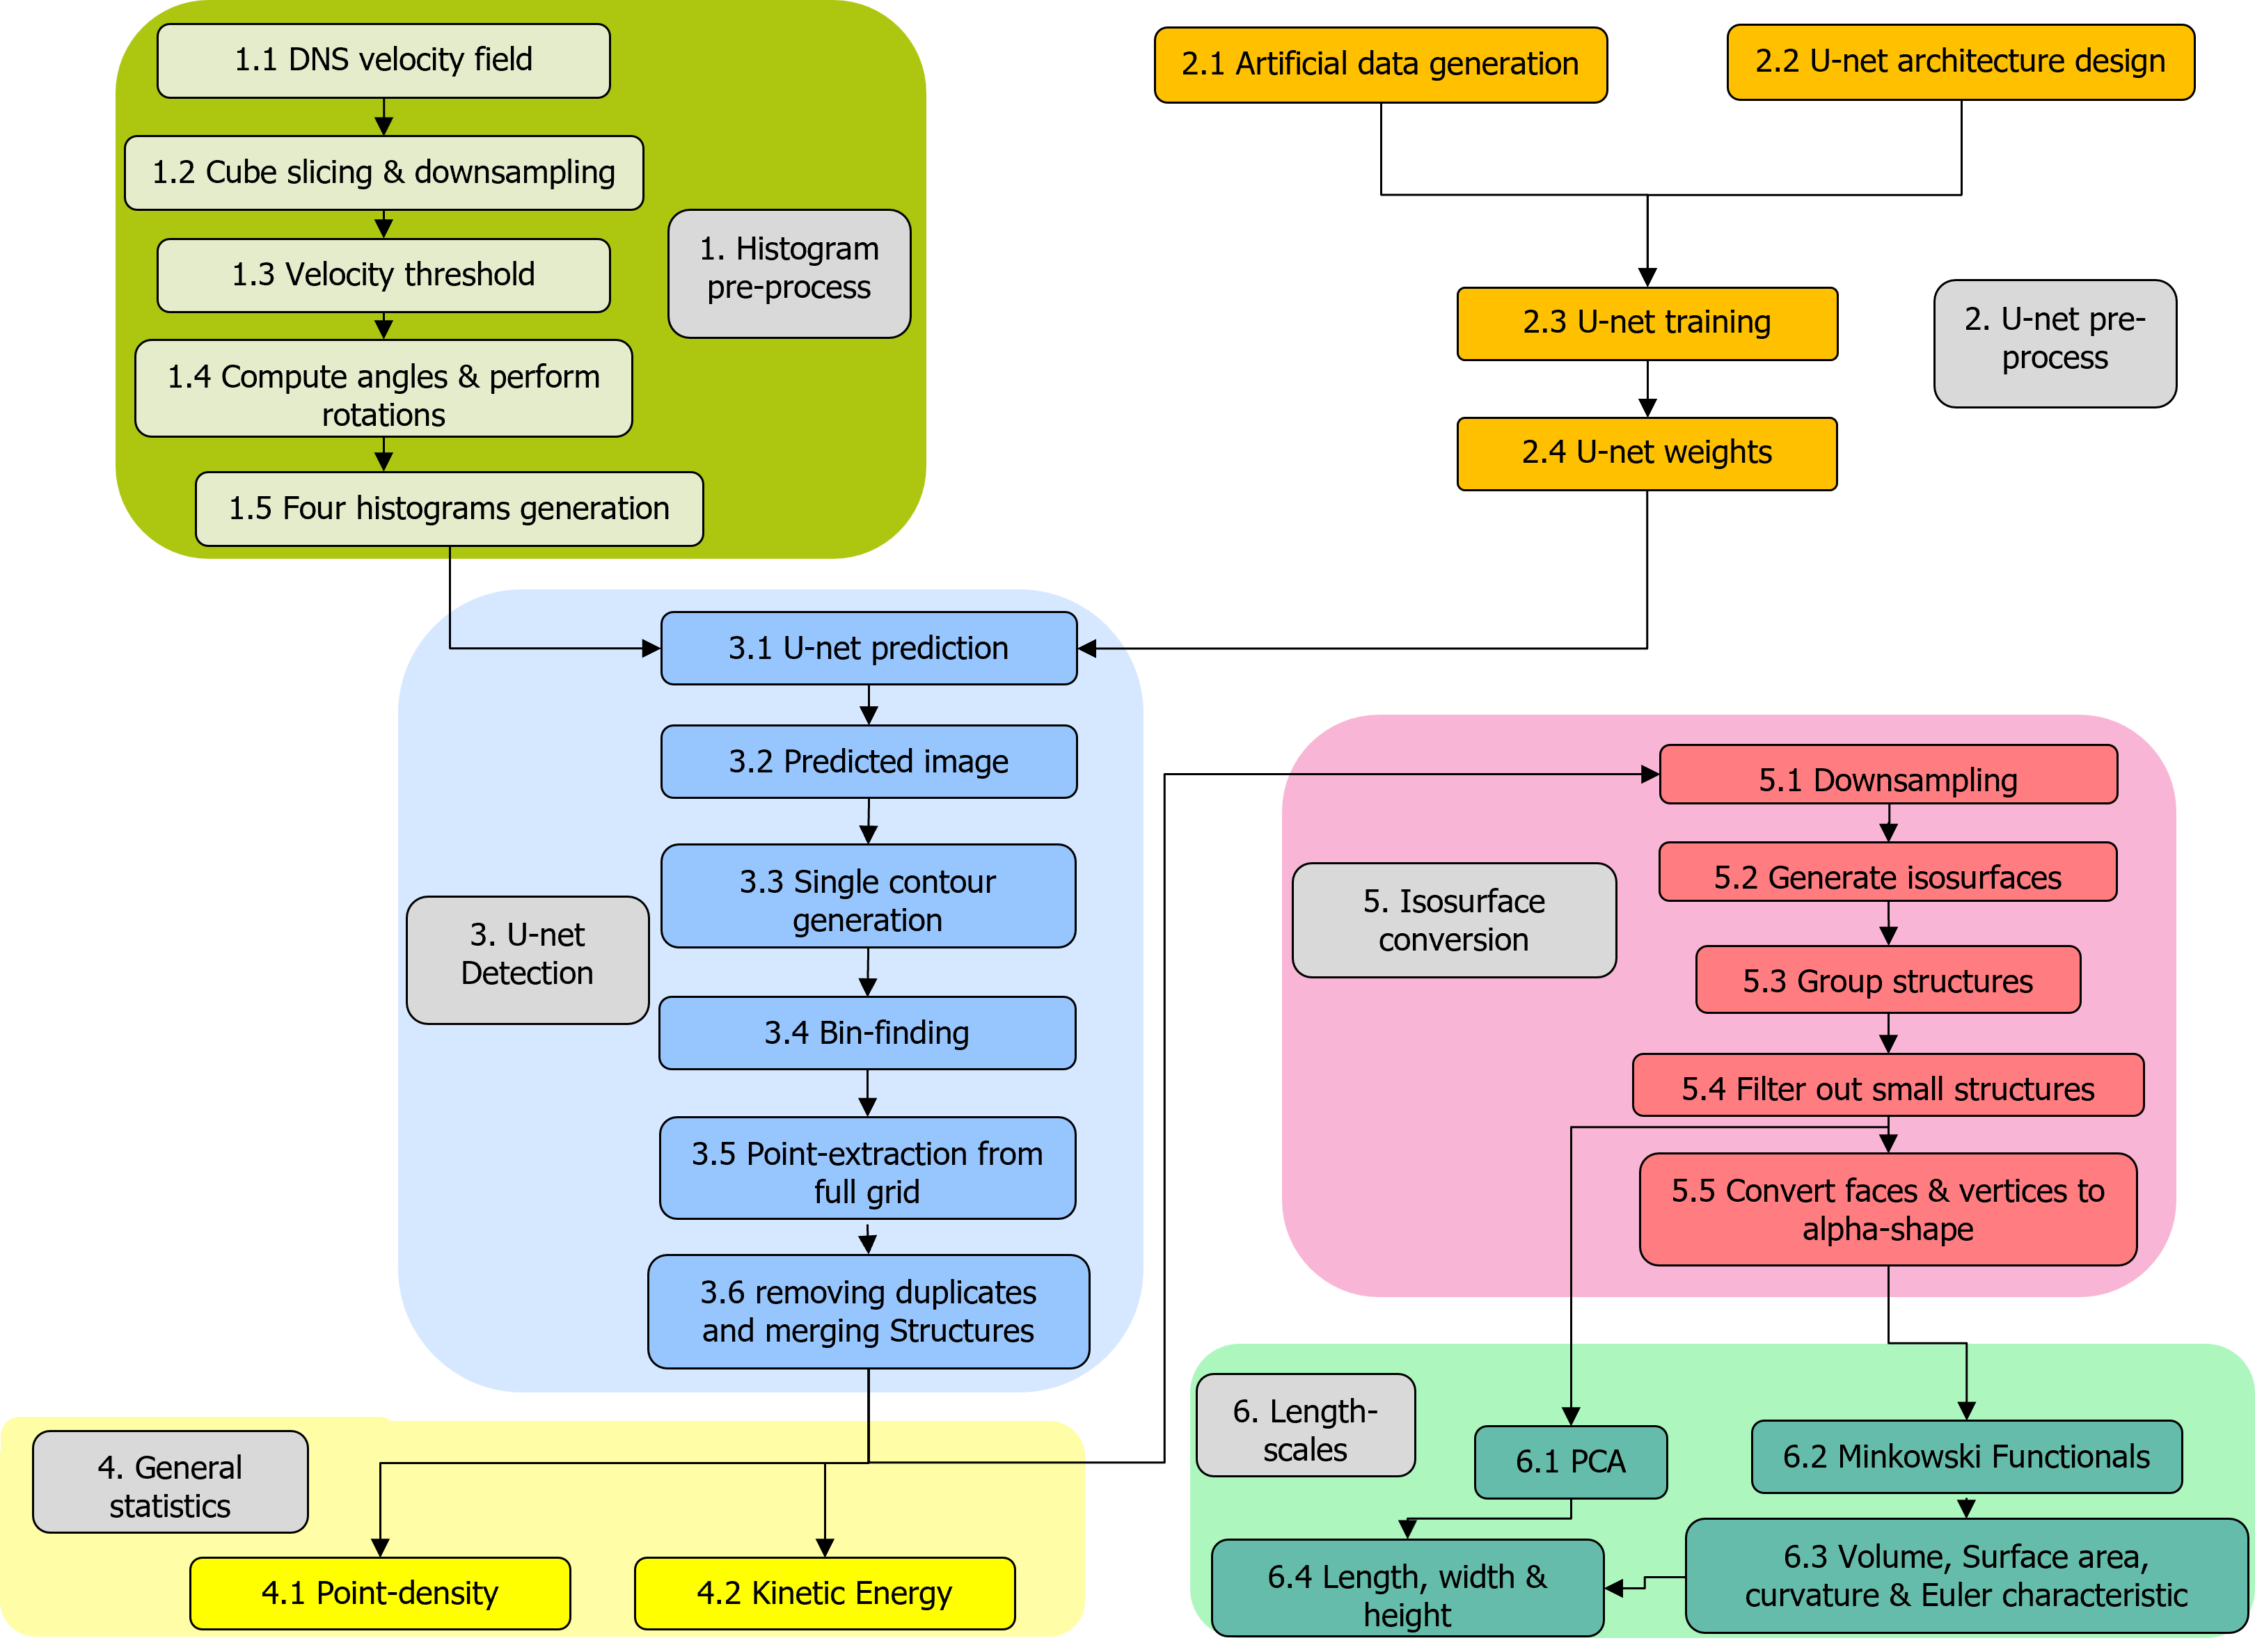 1.1 DNS velocity field
1.2 Cube slicing & downsampling
1.3 Velocity threshold
1.4 Compute angles & perform
rotations
1.5 Four histograms generation
1. Histogram
pre-process
2.1 Artificial data generation
2.2 U-net architecture design
2.3 U-net training
2.4 U-net weights
2. U-net pre-
process
3.1 U-net prediction
3.2 Predicted image
3.3 Single contour
generation
3.4 Bin-finding
3.5 Point-extraction from
full grid
3.6 removing duplicates
and merging Structures
3. U-net
Detection
4. General
statistics
4.1 Point-density
4.2 Kinetic Energy
5.1 Downsampling
5.2 Generate isosurfaces
5.3 Group structures
5.4 Filter out small structures
5.5 Convert faces & vertices to
alpha-shape
5. Isosurface
conversion
6. Length-
scales
6.1 PCA
6.2 Minkowski Functionals
6.3 Volume, Surface area,
curvature & Euler characteristic
6.4 Length, width &
height